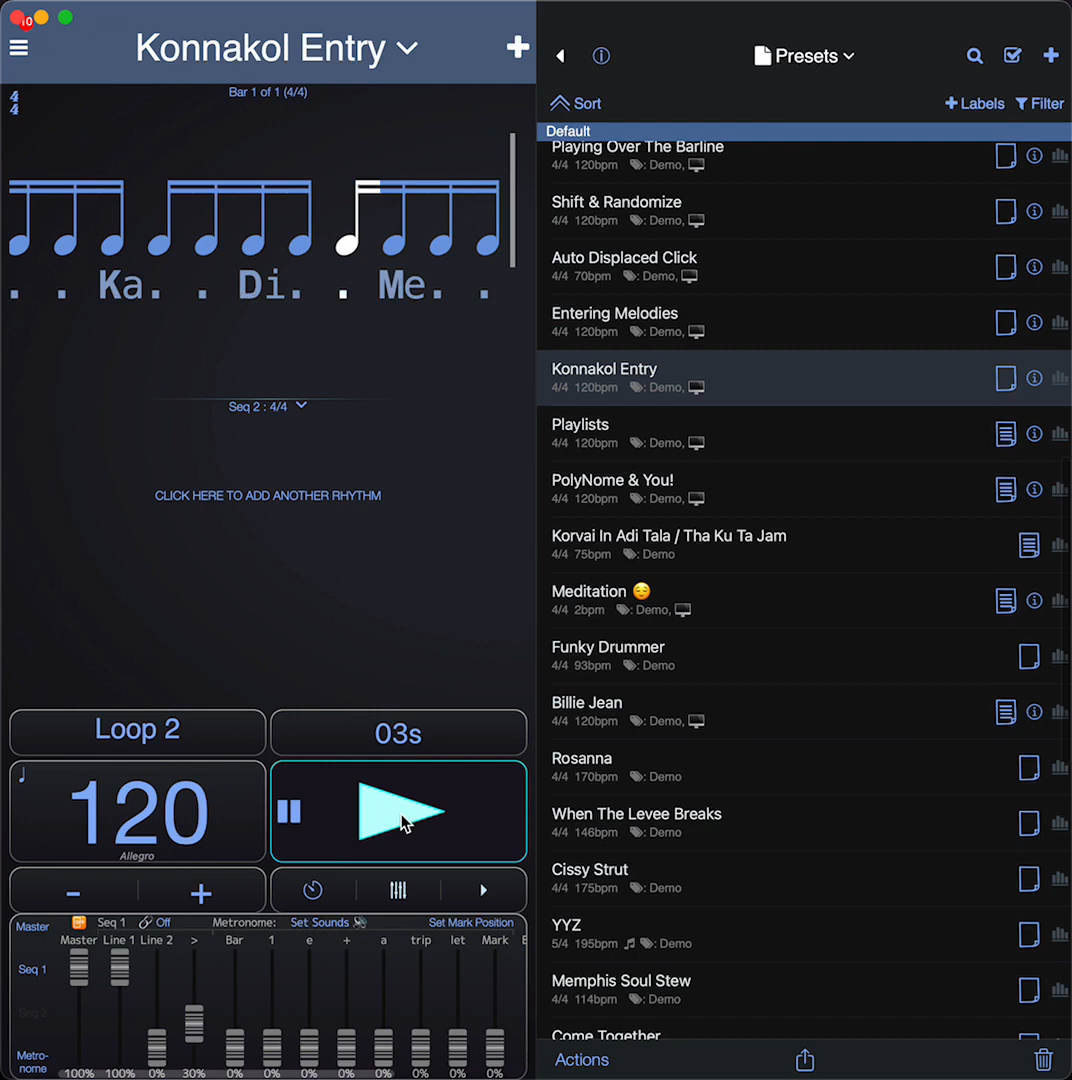 10
Konnakol Entry
4
4
Bar 1 of 1 (4/4)
. . Ka. . Di. . Me. .
Seq 2 : 4/4
CLICK HERE TO ADD ANOTHER RHYTHM
Loop 2
03s
120
Allegro
- +
Master Seq 1 Off Metronome: Set Sounds Set Mark Position
Master Line 1 Line 2 > Bar 1 e + a trip let Mark
Seq 1
Seq 2
Metro-
nome
100% 100% 0% 30% 0% 0% 0% 0% 0% 0% 0% 0%
Presets
Sort
+Labels Filter
Default
Playing Over The Barline
4/4 120bpm : Demo,
Shift & Randomize
4/4 120bpm : Demo,
Auto Displaced Click
4/4 70bpm : Demo,
Entering Melodies
4/4 120bpm : Demo,
Konnakol Entry
4/4 120bpm : Demo,
Playlists
4/4 120bpm : Demo,
PolyNome & You!
4/4 120bpm : Demo,
Korvai In Adi Tala / Tha Ku Ta Jam
4/4 75bpm : Demo
Meditation 😌
4/4 2bpm : Demo,
Funky Drummer
4/4 93bpm : Demo
Billie Jean
4/4 120bpm : Demo,
Rosanna
4/4 170bpm : Demo
When The Levee Breaks
4/4 146bpm : Demo
Cissy Strut
4/4 175bpm : Demo
YYZ
5/4 195bpm : Demo
Memphis Soul Stew
4/4 114bpm : Demo
Come Together
Actions